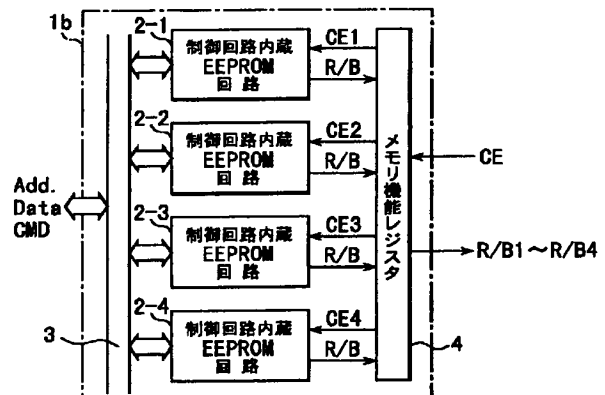 1b
2-1
制御回路内蔵
EEPROM
回路
CE1
R/B
2-2
制御回路内蔵
EEPROM
回路
CE2
R/B
メモリ機能レジスタ
CE
Add.
Data
CMD
2-3
制御回路内蔵
EEPROM
回路
CE3
R/B
R/B1〜R/B4
2-4
制御回路内蔵
EEPROM
回路
CE4
R/B
3
4